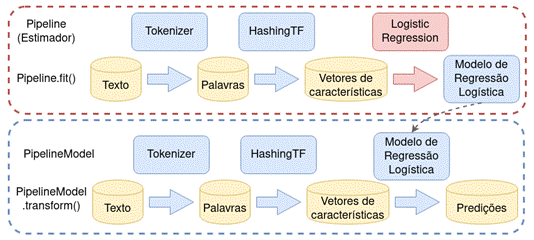 Pipeline
(Estimador)
Tokenizer
HashingTF
Logistic
Regression
Pipeline.fit()
Texto
Palavras
Vetores de
características
Modelo de
Regressão
Logística
PipelineModel
Tokenizer
HashingTF
Modelo de
Regressão
Logística
PipelineModel
.transform()
Texto
Palavras
Vetores de
características
Predições